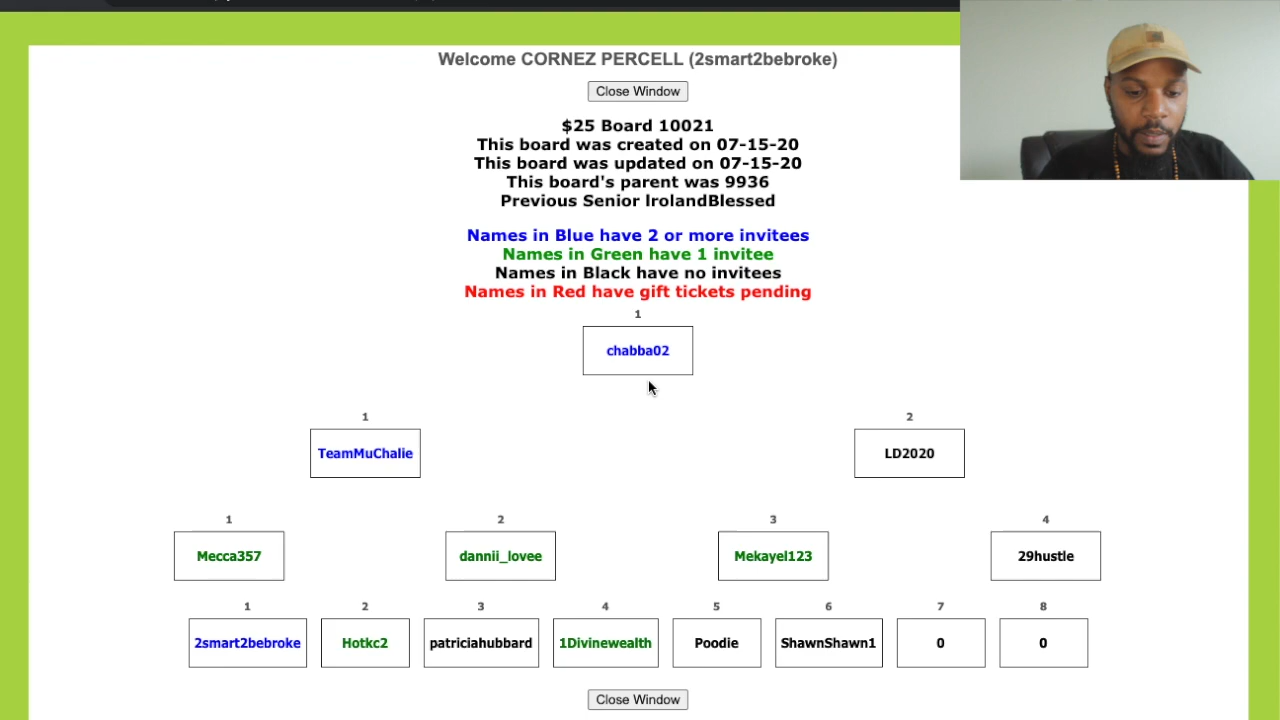 Welcome CORNEZ PERCELL (2smart2bebroke)
Close Window
$25 Board 10021
This board was created on 07-15-20
This board was updated on 07-15-20
This board's parent was 9936
Previous Senior IrolandBlessed
Names in Blue have 2 or more invitees
Names in Green have 1 invitee
Names in Black have no invitees
Names in Red have gift tickets pending
1
chabba02
1 2
TeamMuChalie LD2020
1 2 3 4
Mecca357 dannii_lovee Mekayel123 29hustle
1 2 3 4 5 6 7 8
2smart2bebroke Hotkc2 patriciahubbard 1Divinewealth Poodie ShawnShawn1 0 0
Close Window